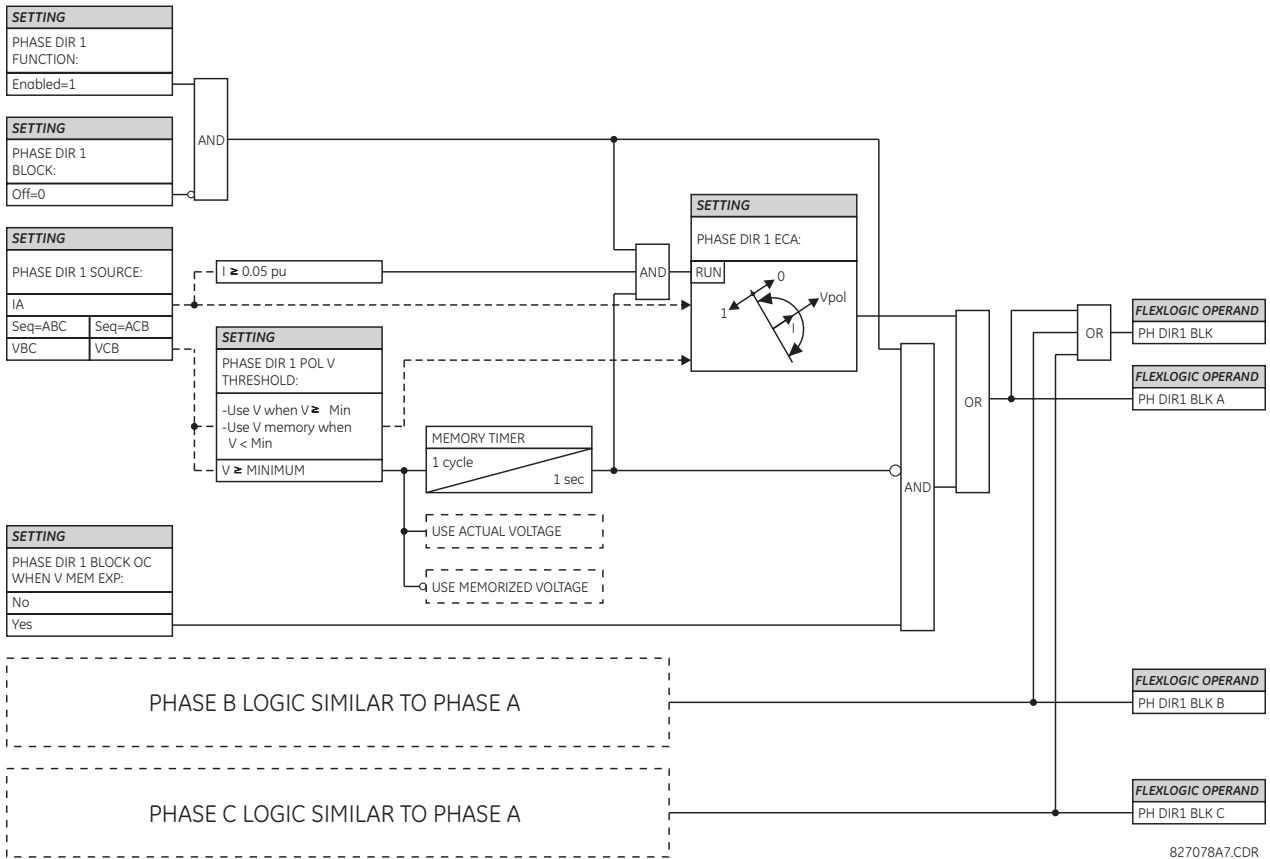 SETTING
PHASE DIR 1
FUNCTION:
Enabled=1
SETTING
PHASE DIR 1
BLOCK:
Off=0
AND
SETTING
PHASE DIR 1 SOURCE:
IA
Seq=ABC
Seq=ACB
VBC
VCB
I ≥ 0.05 pu
SETTING
PHASE DIR 1 POL V
THRESHOLD:
-Use V when V ≥ Min
-Use V memory when
V < Min
V ≥ MINIMUM
MEMORY TIMER
1 cycle
1 sec
USE ACTUAL VOLTAGE
USE MEMORIZED VOLTAGE
AND
SETTING
PHASE DIR 1 ECA:
RUN
0
1
Vpol
I
SETTING
PHASE DIR 1 BLOCK OC
WHEN V MEM EXP:
No
Yes
AND
OR
OR
FLEXLOGIC OPERAND
PH DIR1 BLK
FLEXLOGIC OPERAND
PH DIR1 BLK A
PHASE B LOGIC SIMILAR TO PHASE A
FLEXLOGIC OPERAND
PH DIR1 BLK B
PHASE C LOGIC SIMILAR TO PHASE A
FLEXLOGIC OPERAND
PH DIR1 BLK C
827078A7.CDR